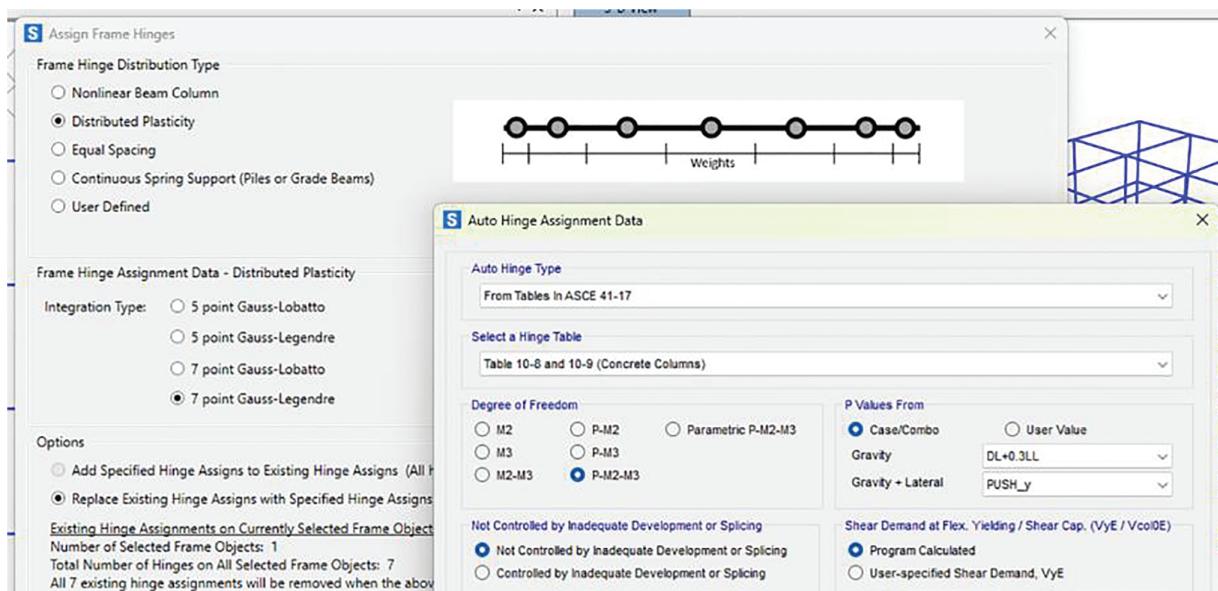 3-D View
S Assign Frame Hinges
Frame Hinge Distribution Type
Nonlinear Beam Column
Distributed Plasticity
Equal Spacing
Continuous Spring Support (Piles or Grade Beams)
User Defined
Weights
Frame Hinge Assignment Data - Distributed Plasticity
Integration Type:
5 point Gauss-Lobatto
5 point Gauss-Legendre
7 point Gauss-Lobatto
7 point Gauss-Legendre
Options
Add Specified Hinge Assigns to Existing Hinge Assigns (All
Replace Existing Hinge Assigns with Specified Hinge Assigns
Existing Hinge Assignments on Currently Selected Frame Object
Number of Selected Frame Objects: 1
Total Number of Hinges on All Selected Frame Objects: 7
All 7 existing hinge assignments will be removed when the
S Auto Hinge Assignment Data
Auto Hinge Type
From Tables In ASCE 41-17
Select a Hinge Table
Table 10-8 and 10-9 (Concrete Columns)
Degree of Freedom
M2 P-M2 Parametric P-M2-M3
M3 P-M3
M2-M3 P-M2-M3
P Values From
Case/Combo User Value
Gravity DL+0.3LL
Gravity + Lateral PUSH_y
Not Controlled by Inadequate Development or Splicing
Not Controlled by Inadequate Development or Splicing
Controlled by Inadequate Development or Splicing
Shear Demand at Flex. Yielding / Shear Cap. (VyE / VcolOE)
Program Calculated
User-specified Shear Demand, VyE